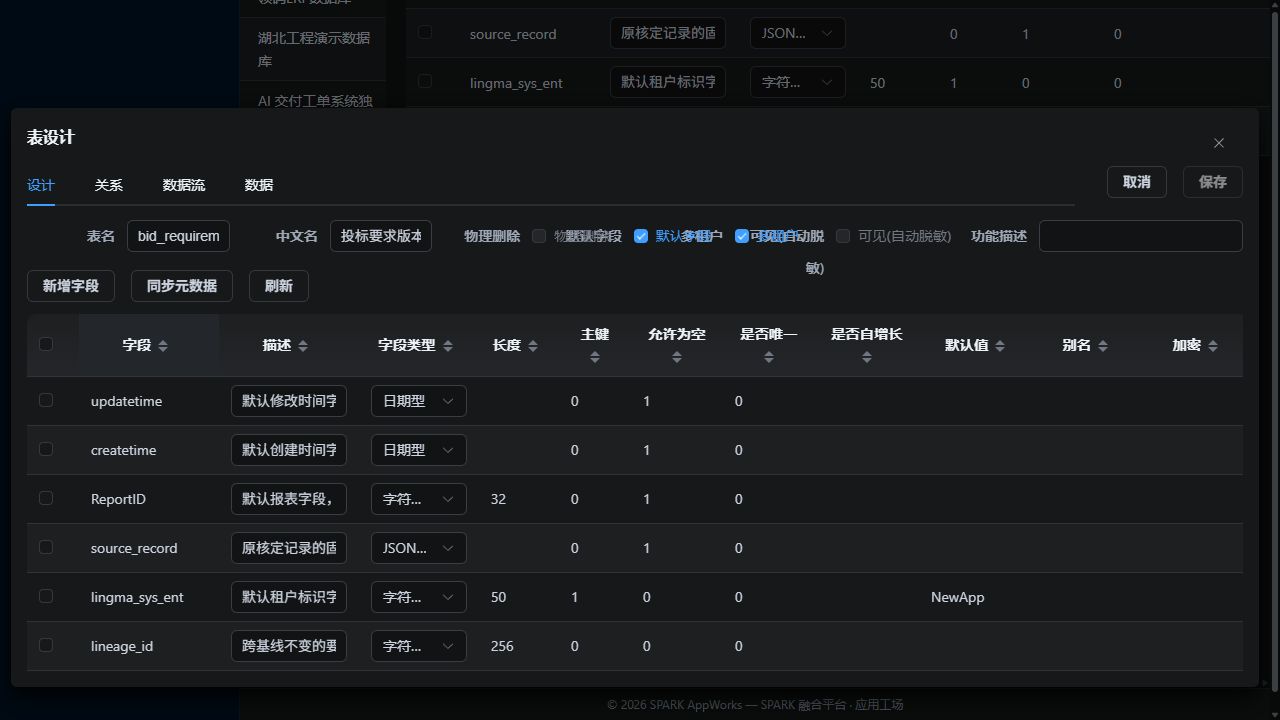 湖北工程演示数据
库
AI 交付工单系统独
source_record 原核定记录的固 JSON... 0 1 0
lingma_sys_ent 默认租户标识字 字符... 50 1 0 0
表设计
设计 关系 数据流 数据 取消 保存
表名 bid_requirem 中文名 投标要求版本 物理删除 默认字段 多租户 可见(自动脱敏) 可见(自动脱敏) 功能描述
新增字段 同步元数据 刷新
字段 描述 字段类型 长度 主键 允许为空 是否唯一 是否自增长 默认值 别名 加密
updatetime 默认修改时间字 日期型 0 1 0
createtime 默认创建时间字 日期型 0 1 0
ReportID 默认报表字段, 字符... 32 0 1 0
source_record 原核定记录的固 JSON... 0 1 0
lingma_sys_ent 默认租户标识字 字符... 50 1 0 0 NewApp
lineage_id 跨基线不变的要 字符... 256 0 0 0
© 2026 SPARK AppWorks — SPARK 融合平台 · 应用工场